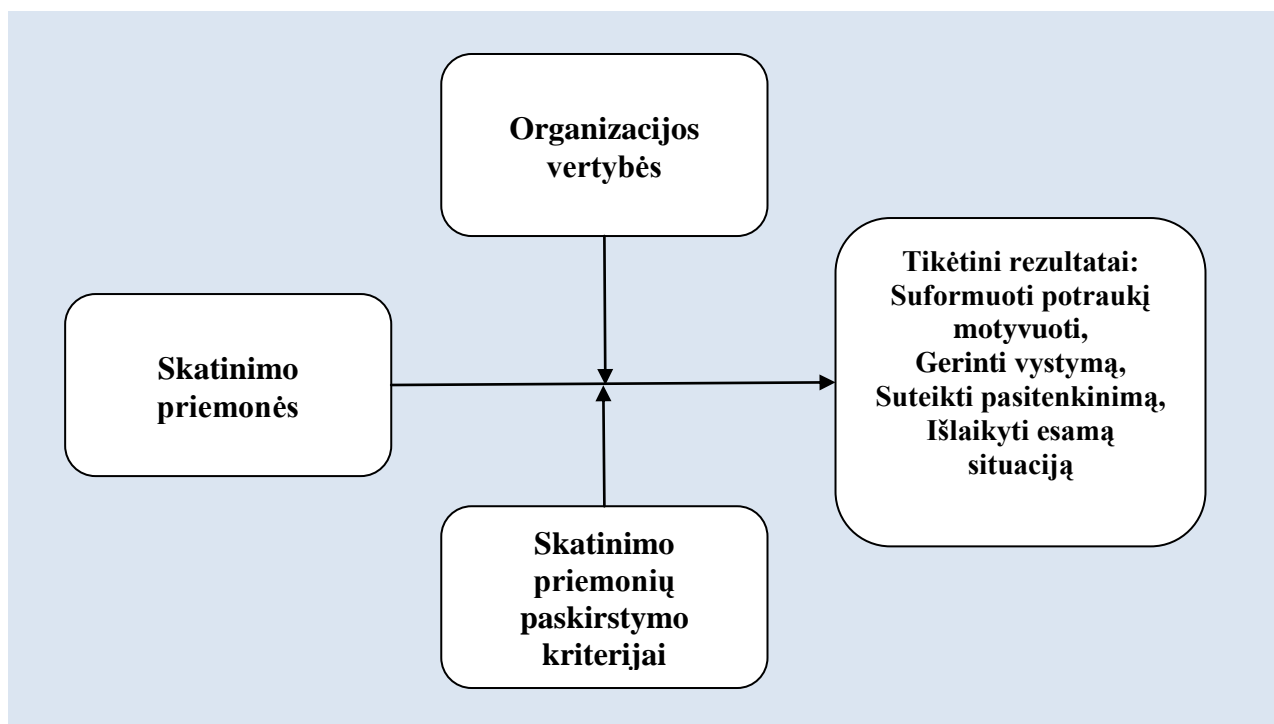 Organizacijos
vertybės
Skatinimo
priemonės
Tikėtini rezultatai:
Suformuoti potraukį
motyvuoti,
Gerinti vystymą,
Suteikti pasitenkinimą,
Išlaikyti esamą
situaciją
Skatinimo
priemonių
paskirstymo
kriterijai